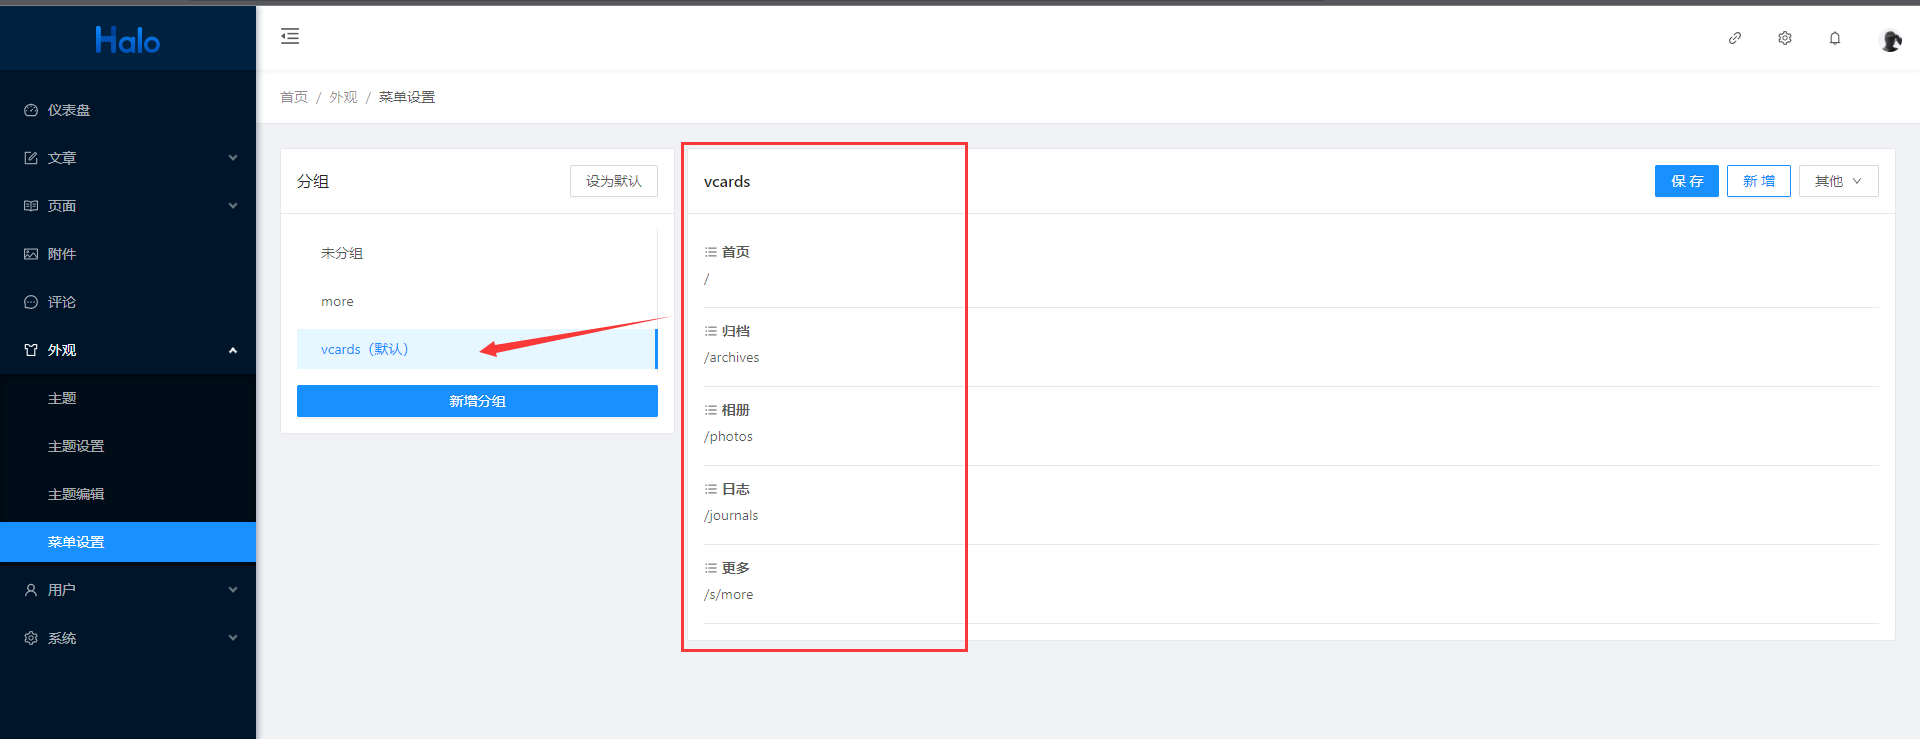 Halo
仪表盘
文章
页面
附件
评论
外观
主题
主题设置
主题编辑
菜单设置
用户
系统
首页 / 外观 / 菜单设置
分组
设为默认
未分组
more
vcards（默认）
新增分组
vcards
保 存
新 增
其他
首页
/
归档
/archives
相册
/photos
日志
/journals
更多
/s/more